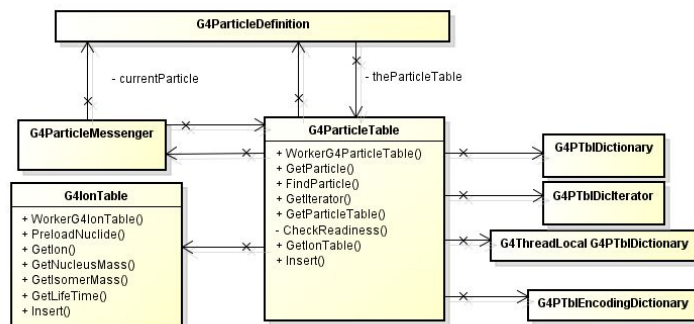 G4ParticleDefinition
- currentParticle
- theParticleTable
G4ParticleMessenger
G4ParticleTable
+ WorkerG4ParticleTable()
+ GetParticle()
+ FindParticle()
+ GetIterator()
+ GetParticleTable()
- CheckReadiness()
+ GetIonTable()
+ Insert()
G4IonTable
+ WorkerG4IonTable()
+ PreloadNuclide()
+ GetIon()
+ GetNucleusMass()
+ GetIsomerMass()
+ GetLifeTime()
+ Insert()
G4PTblDictionary
G4PTblDicIterator
G4ThreadLocal G4PTblDictionary
G4PTblEncodingDictionary